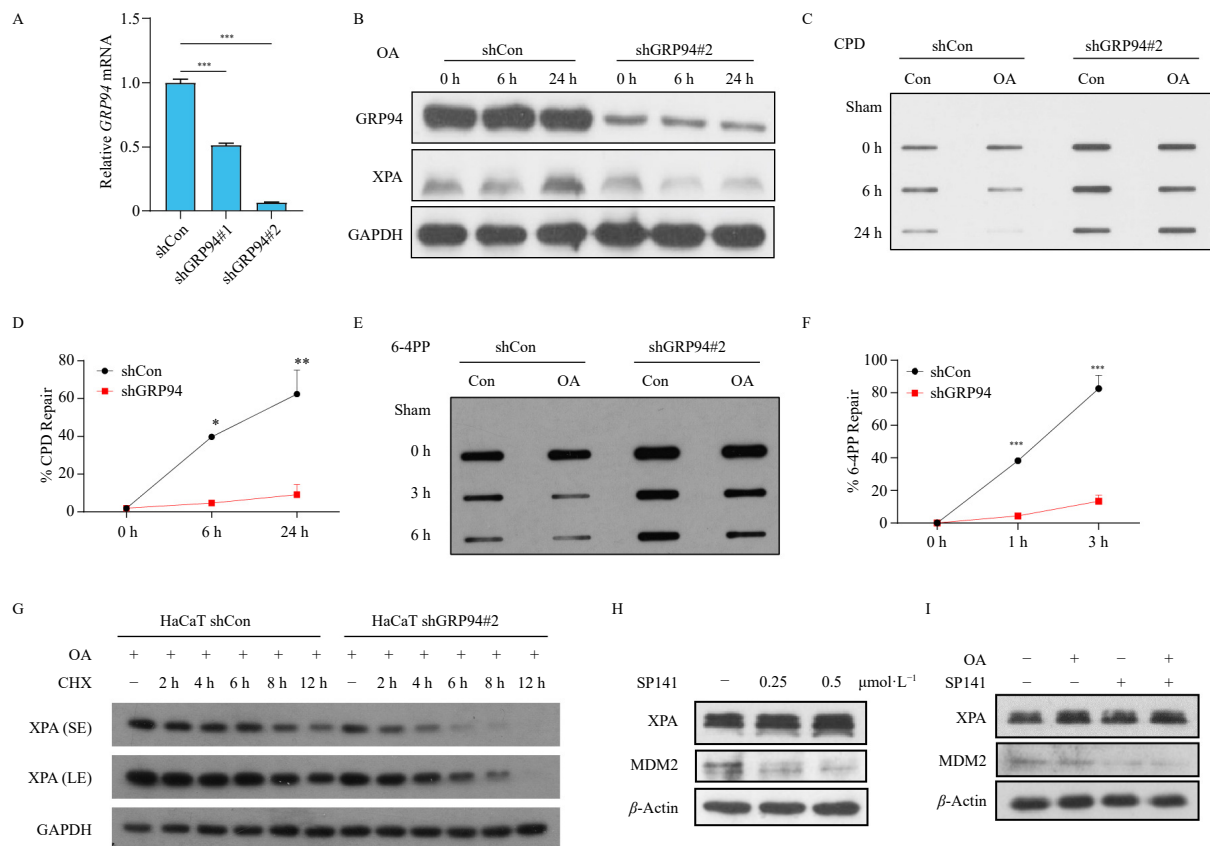 A
Relative GRP94 mRNA
1.5
1.0
0.5
0
***
***
shCon
shGRP94#1
shGRP94#2
B
OA
shCon
shGRP94#2
0 h 6 h 24 h 0 h 6 h 24 h
GRP94
XPA
GAPDH
C
CPD
shCon
shGRP94#2
Con OA Con OA
Sham
0 h
6 h
24 h
D
% CPD Repair
80
60
40
20
0
shCon
shGRP94
*
**
0 h 6 h 24 h
E
6-4PP
shCon
shGRP94#2
Con OA Con OA
Sham
0 h
3 h
6 h
F
% 6-4PP Repair
100
80
60
40
20
0
shCon
shGRP94
***
***
0 h 1 h 3 h
G
HaCaT shCon HaCaT shGRP94#2
OA + + + + + + + + + + + +
CHX − 2 h 4 h 6 h 8 h 12 h − 2 h 4 h 6 h 8 h 12 h
XPA (SE)
XPA (LE)
GAPDH
H
SP141 − 0.25 0.5 μmol·L⁻¹
XPA
MDM2
β-Actin
I
OA − + − +
SP141 − − + +
XPA
MDM2
β-Actin